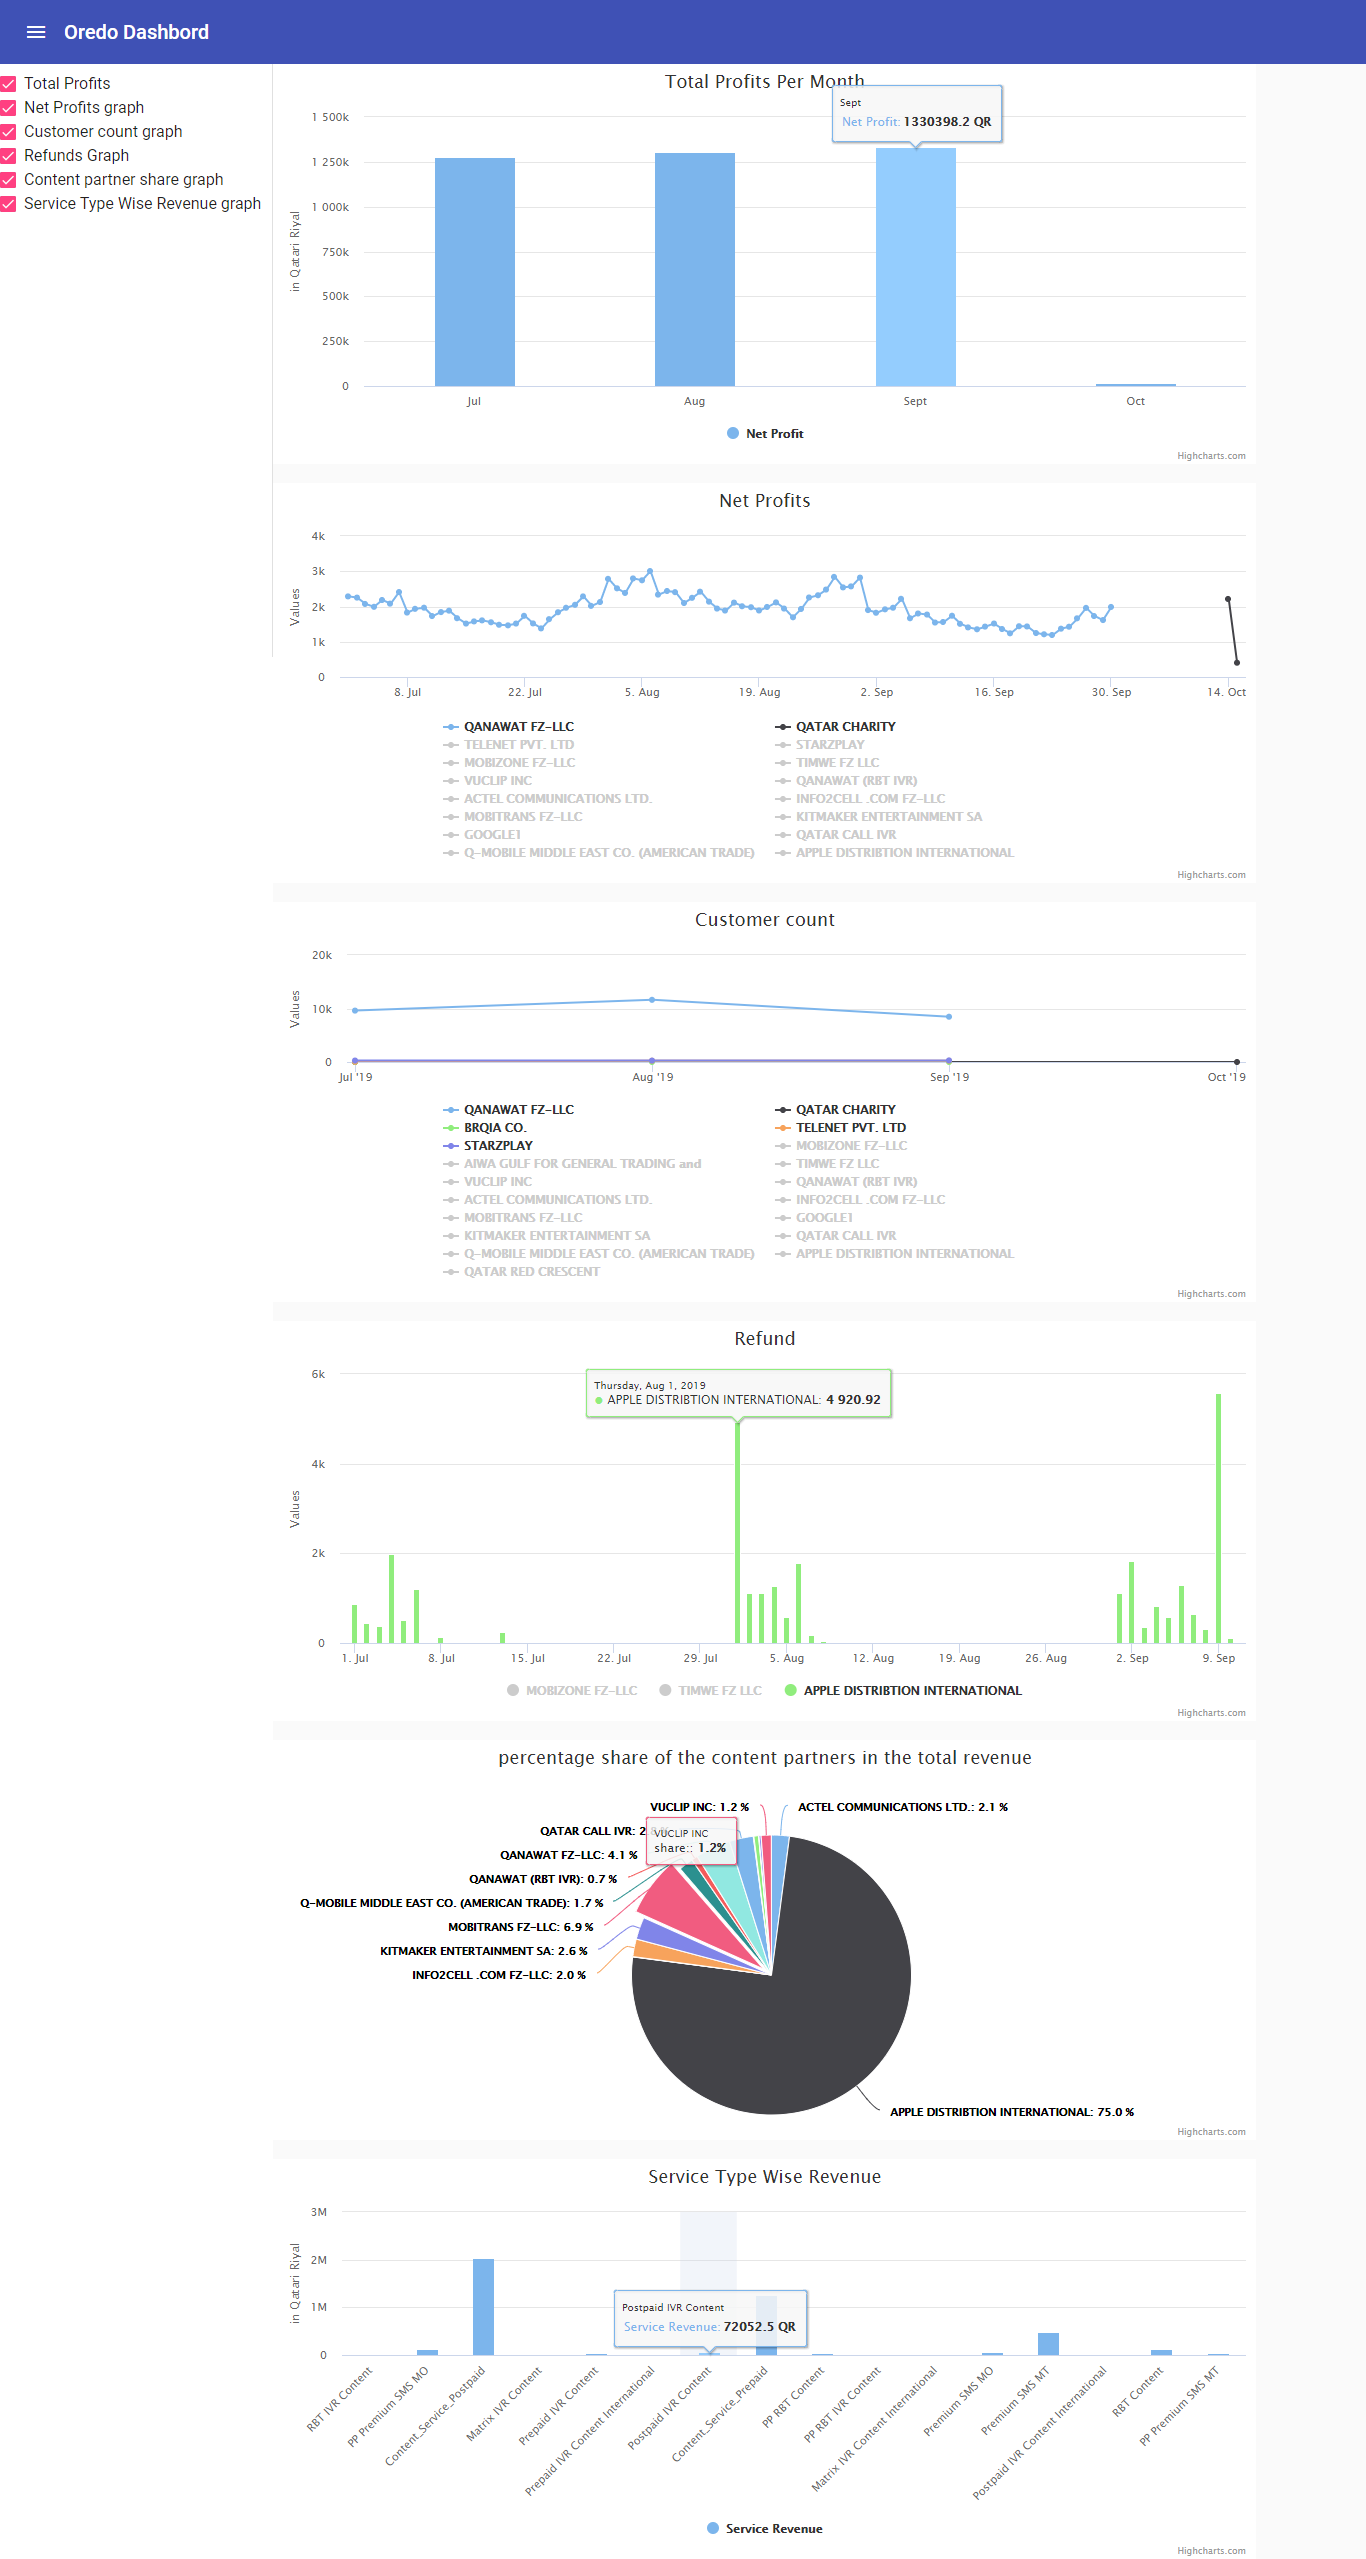 Oredo Dashbord
Total Profits
Net Profits graph
Customer count graph
Refunds Graph
Content partner share graph
Service Type Wise Revenue graph
Total Profits Per Month
Sept
Net Profit: 1330398.2 QR
in Qatari Riyal
1 500k
1 250k
1 000k
750k
500k
250k
0
Jul Aug Sept Oct
Net Profit
Highcharts.com
Net Profits
Values
4k
3k
2k
1k
0
8. Jul 22. Jul 5. Aug 19. Aug 2. Sep 16. Sep 30. Sep 14. Oct
QANAWAT FZ-LLC QATAR CHARITY
TELENET PVT. LTD STARZPLAY
MOBIZONE FZ-LLC TIMWE FZ LLC
VUCLIP INC QANAWAT (RBT IVR)
ACTEL COMMUNICATIONS LTD. INFO2CELL .COM FZ-LLC
MOBITRANS FZ-LLC KITMAKER ENTERTAINMENT SA
GOOGLE1 QATAR CALL IVR
Q-MOBILE MIDDLE EAST CO. (AMERICAN TRADE) APPLE DISTRIBTION INTERNATIONAL
Highcharts.com
Customer count
Values
20k
10k
0
Jul '19 Aug '19 Sep '19 Oct '19
QANAWAT FZ-LLC QATAR CHARITY
BRQIA CO. TELENET PVT. LTD
STARZPLAY MOBIZONE FZ-LLC
AIWA GULF FOR GENERAL TRADING and TIMWE FZ LLC
VUCLIP INC QANAWAT (RBT IVR)
ACTEL COMMUNICATIONS LTD. INFO2CELL .COM FZ-LLC
MOBITRANS FZ-LLC GOOGLE1
KITMAKER ENTERTAINMENT SA QATAR CALL IVR
Q-MOBILE MIDDLE EAST CO. (AMERICAN TRADE) APPLE DISTRIBTION INTERNATIONAL
QATAR RED CRESCENT
Highcharts.com
Refund
Thursday, Aug 1, 2019
APPLE DISTRIBTION INTERNATIONAL: 4 920.92
Values
6k
4k
2k
0
1. Jul 8. Jul 15. Jul 22. Jul 29. Jul 5. Aug 12. Aug 19. Aug 26. Aug 2. Sep 9. Sep
MOBIZONE FZ-LLC TIMWE FZ LLC APPLE DISTRIBTION INTERNATIONAL
Highcharts.com
percentage share of the content partners in the total revenue
VUCLIP INC: 1.2 % ACTEL COMMUNICATIONS LTD.: 2.1 %
QATAR CALL IVR:
VUCLIP INC
share:: 1.2%
QANAWAT FZ-LLC: 4.1 %
QANAWAT (RBT IVR): 0.7 %
Q-MOBILE MIDDLE EAST CO. (AMERICAN TRADE): 1.7 %
MOBITRANS FZ-LLC: 6.9 %
KITMAKER ENTERTAINMENT SA: 2.6 %
INFO2CELL .COM FZ-LLC: 2.0 %
APPLE DISTRIBTION INTERNATIONAL: 75.0 %
Highcharts.com
Service Type Wise Revenue
in Qatari Riyal
3M
2M
1M
0
Postpaid IVR Content
Service Revenue: 72052.5 QR
RBT IVR Content
PP Premium SMS MO
Content_Service_Postpaid
Matrix IVR Content
Prepaid IVR Content
Prepaid IVR Content International
Postpaid IVR Content
Content_Service_Prepaid
PP RBT Content
PP RBT IVR Content
Matrix IVR Content International
Premium SMS MO
Premium SMS MT
Postpaid IVR Content International
RBT Content
PP Premium SMS MT
Service Revenue
Highcharts.com